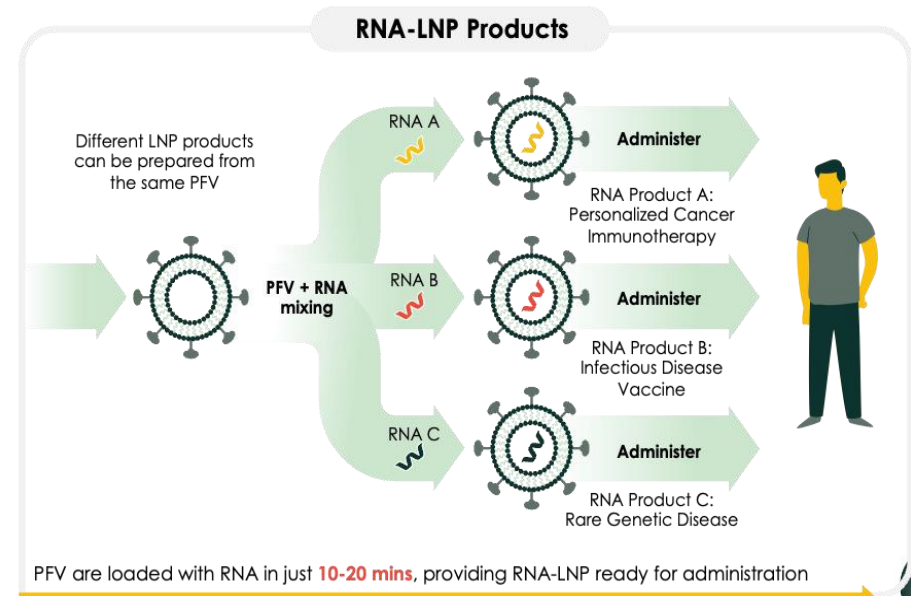 RNA-LNP Products
Different LNP products
can be prepared from
the same PFV
PFV + RNA
mixing
RNA A
Administer
RNA Product A:
Personalized Cancer
Immunotherapy
RNA B
Administer
RNA Product B:
Infectious Disease
Vaccine
RNA C
Administer
RNA Product C:
Rare Genetic Disease
PFV are loaded with RNA in just 10-20 mins, providing RNA-LNP ready for administration